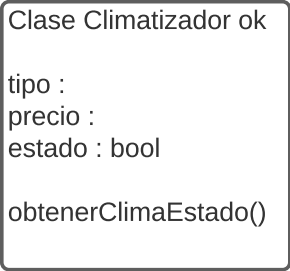 Clase Climatizador ok
tipo :
precio :
estado : bool
obtenerClimaEstado()